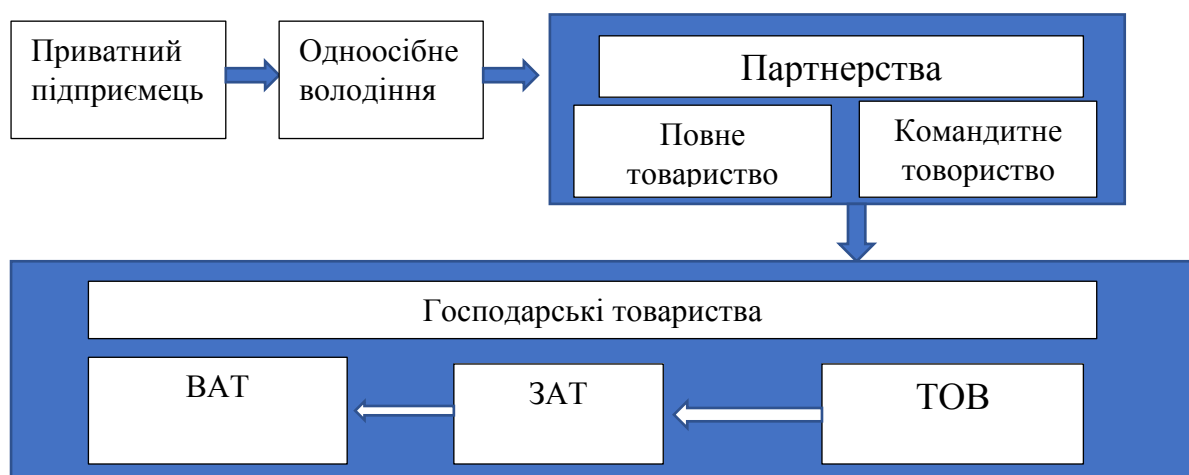 Приватний
підприємець
Одноосібне
володіння
Партнерства
Повне
товариство
Командитне
товориство
Господарські товариства
ВАТ
ЗАТ
ТОВ